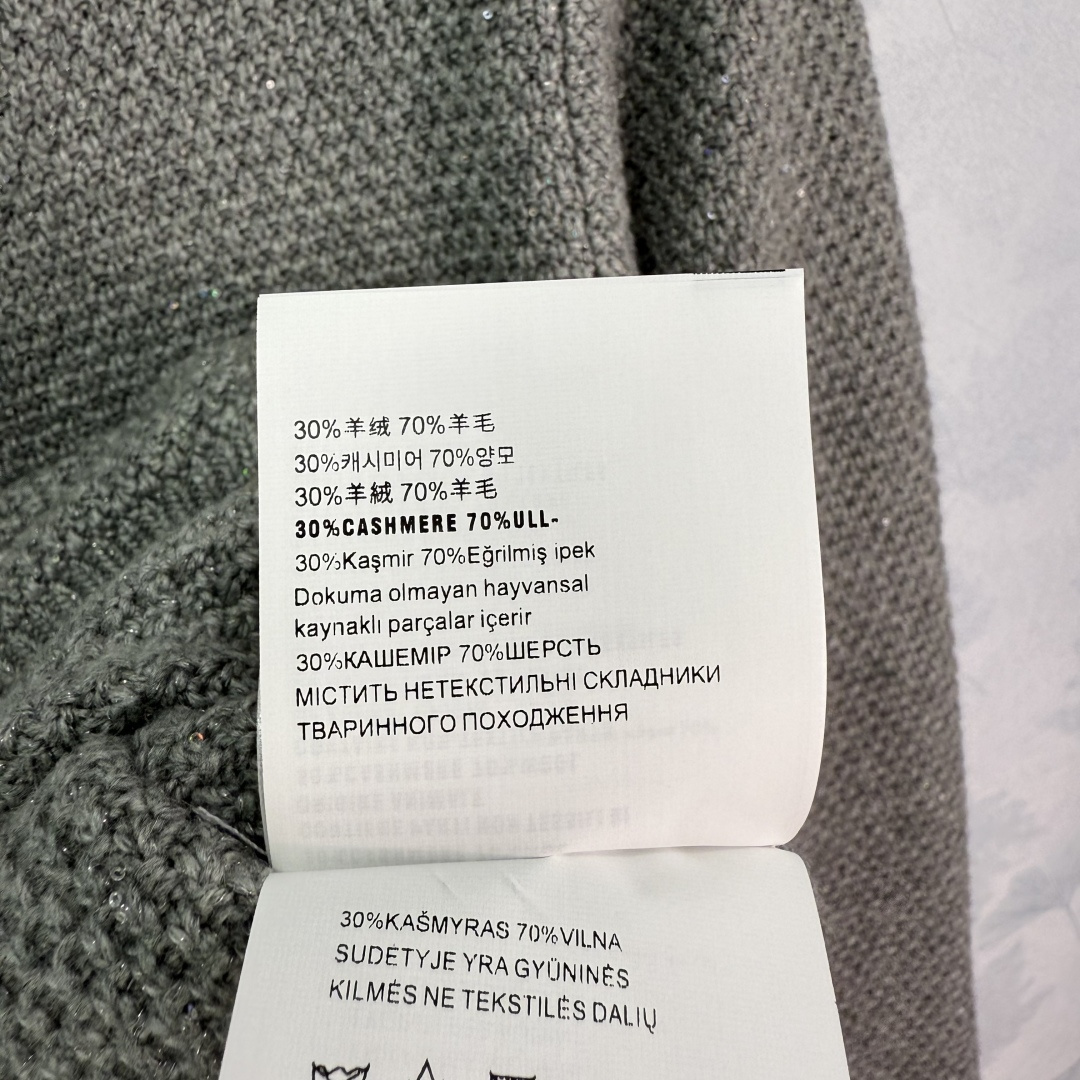 30%羊绒 70%羊毛
30%캐시미어 70%양모
30%羊絨 70%羊毛
30%CASHMERE 70%ULL-
30%Kaşmir 70%Eğrilmiş ipek
Dokuma olmayan hayvansal
kaynaklı parçalar içerir
30%КАШЕМІР 70%ШЕРСТЬ
МІСТИТЬ НЕТЕКСТИЛЬНІ СКЛАДНИКИ
ТВАРИННОГО ПОХОДЖЕННЯ
30%KAŠMYRAS 70%VILNA
SUDĖTYJE YRA GYŪNINĖS
KILMĖS NE TEKSTILĖS DALIŲ